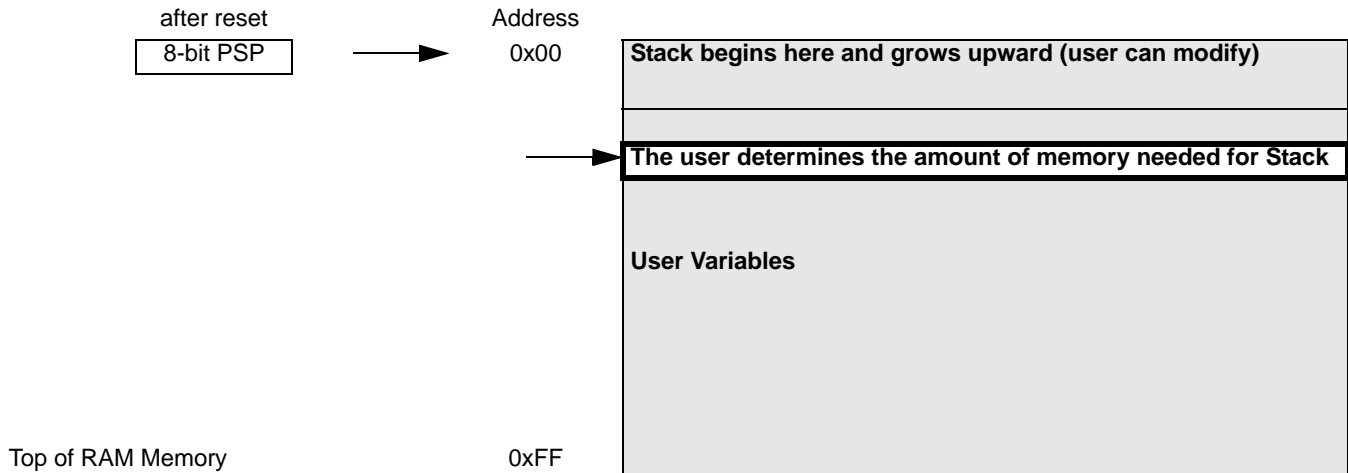 after reset
Address
8-bit PSP
0x00
Stack begins here and grows upward (user can modify)
The user determines the amount of memory needed for Stack
User Variables
Top of RAM Memory
0xFF